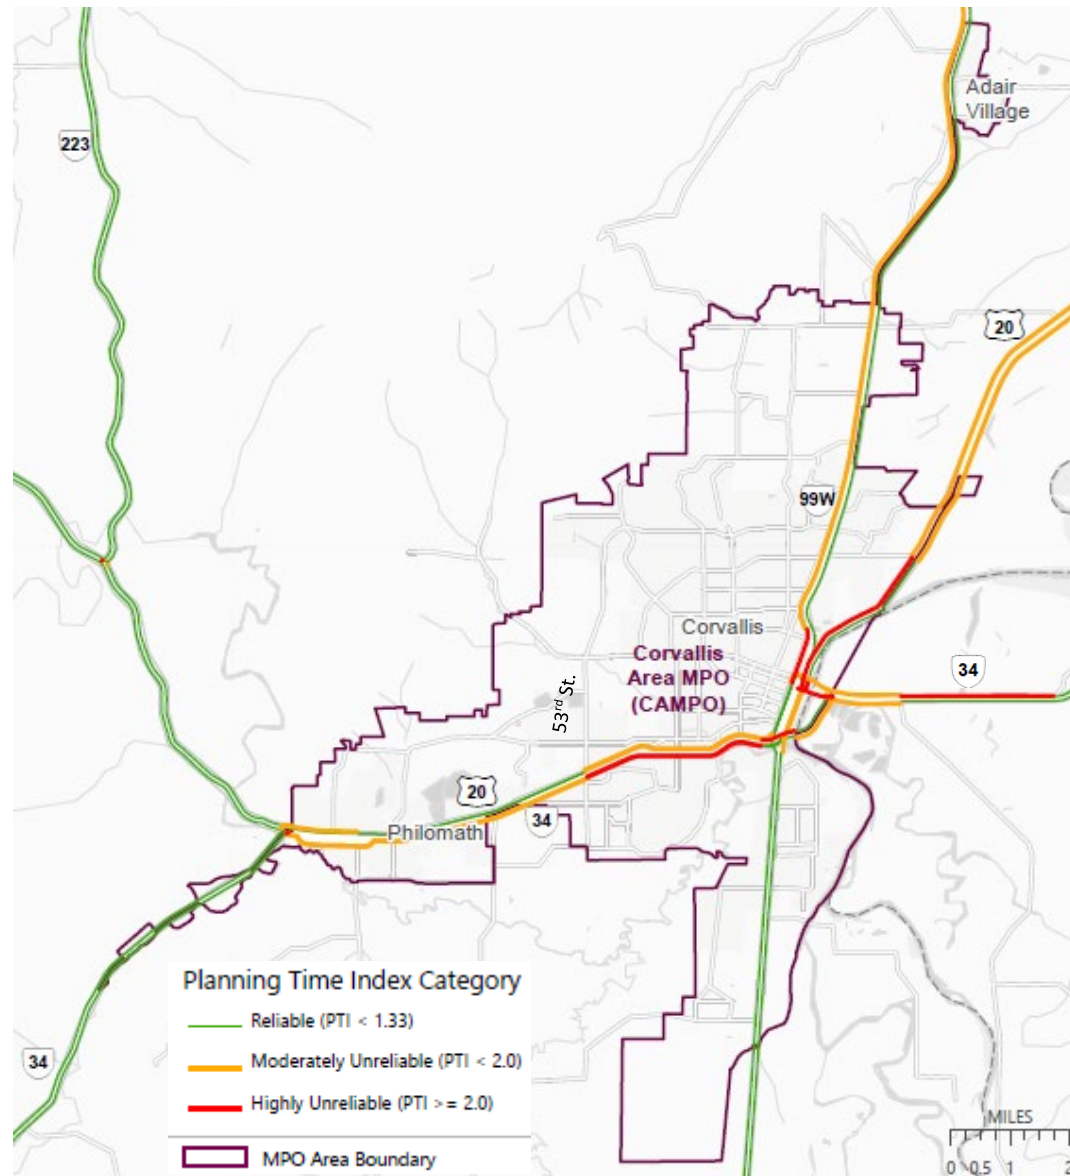 Adair
Village
223
20
99W
Corvallis
Corvallis
Area MPO
(CAMPO)
34
53rd St.
20
34
Philomath
Planning Time Index Category
Reliable (PTI < 1.33)
Moderately Unreliable (PTI < 2.0)
Highly Unreliable (PTI >= 2.0)
MPO Area Boundary
34
MILES
0 0.5 1 2